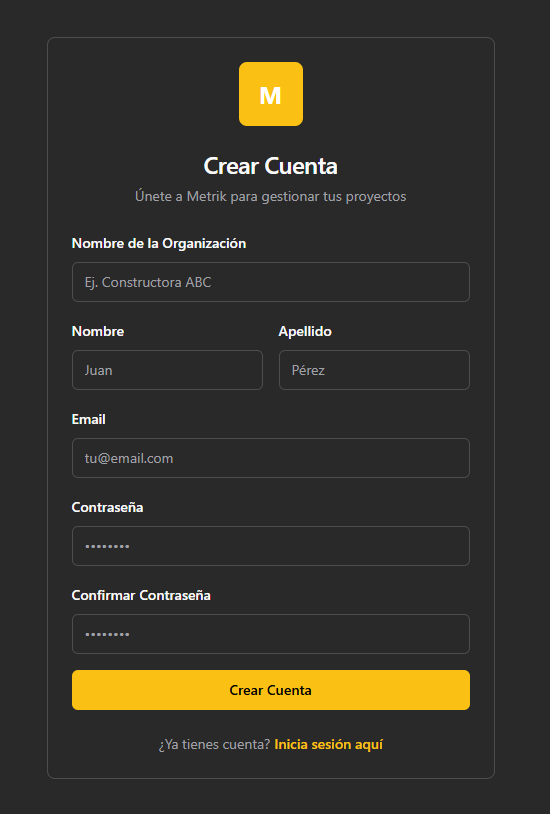 M
Crear Cuenta
Únete a Metrik para gestionar tus proyectos
Nombre de la Organización
Ej. Constructora ABC
Nombre Apellido
Juan Pérez
Email
tu@email.com
Contraseña
••••••••
Confirmar Contraseña
••••••••
Crear Cuenta
¿Ya tienes cuenta? Inicia sesión aquí